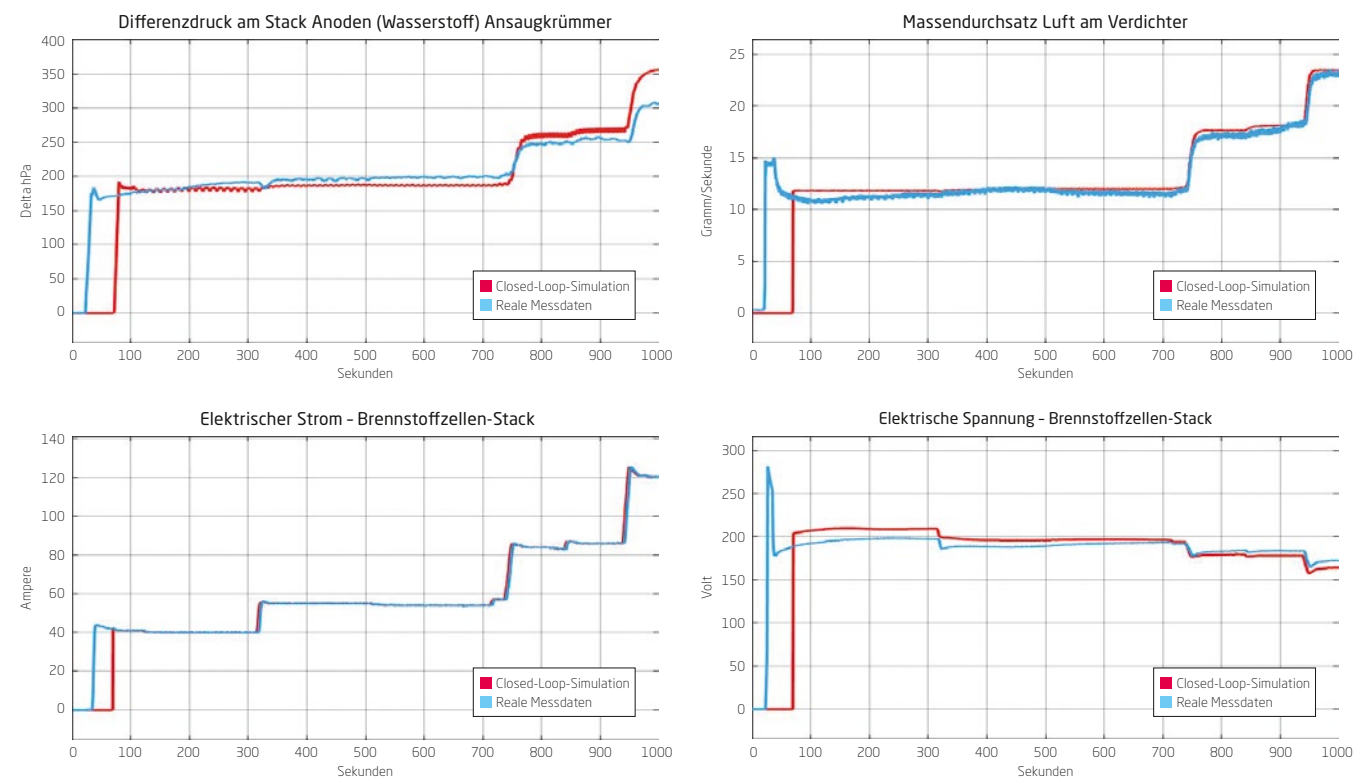 Differenzdruck am Stack Anoden (Wasserstoff) Ansaugkrümmer
400
350
300
250
200
150
100
50
0
Delta hPa
0 100 200 300 400 500 600 700 800 900 1000
Sekunden
Closed-Loop-Simulation
Reale Messdaten
Massendurchsatz Luft am Verdichter
25
20
15
10
5
0
Gramm/Sekunde
0 100 200 300 400 500 600 700 800 900 1000
Sekunden
Closed-Loop-Simulation
Reale Messdaten
Elektrischer Strom – Brennstoffzellen-Stack
140
120
100
80
60
40
20
0
Ampere
0 100 200 300 400 500 600 700 800 900 1000
Sekunden
Closed-Loop-Simulation
Reale Messdaten
Elektrische Spannung – Brennstoffzellen-Stack
300
250
200
150
100
50
0
Volt
0 100 200 300 400 500 600 700 800 900 1000
Sekunden
Closed-Loop-Simulation
Reale Messdaten